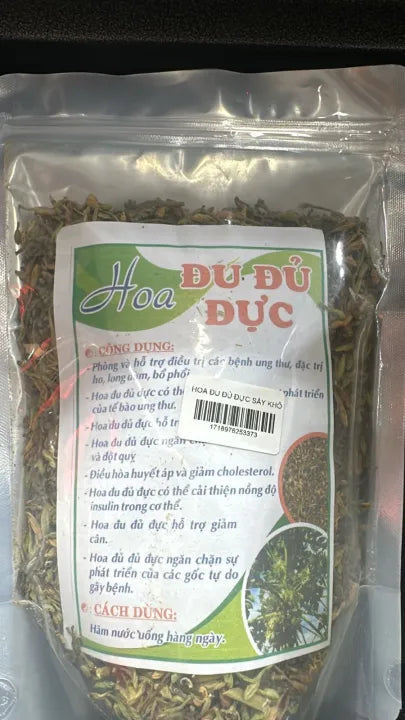 Hoa ĐU ĐỦ
ĐỰC
CÔNG DỤNG:
- Phòng và hỗ trợ điều trị các bệnh ung thư, đặc trị
ho, long đờm, bổ phổi
- Hoa đu đủ đực có thể phát triển
của tế bào ung thư.
HOA ĐU ĐỦ ĐỰC SẤY KHÔ
1716976253373
- Hoa đu đủ đực hỗ
- Hoa đu đủ đực ngăn
và đột quỵ
- Điều hòa huyết áp và giảm cholesterol.
- Hoa đu đủ đực có thể cải thiện nồng độ
insulin trong cơ thể.
- Hoa đu đủ đực hỗ trợ giảm
cân.
- Hoa đủ đủ đực ngăn chặn sự
phát triển của các gốc tự do
gây bệnh.
CÁCH DÙNG:
Hãm nước uống hàng ngày.